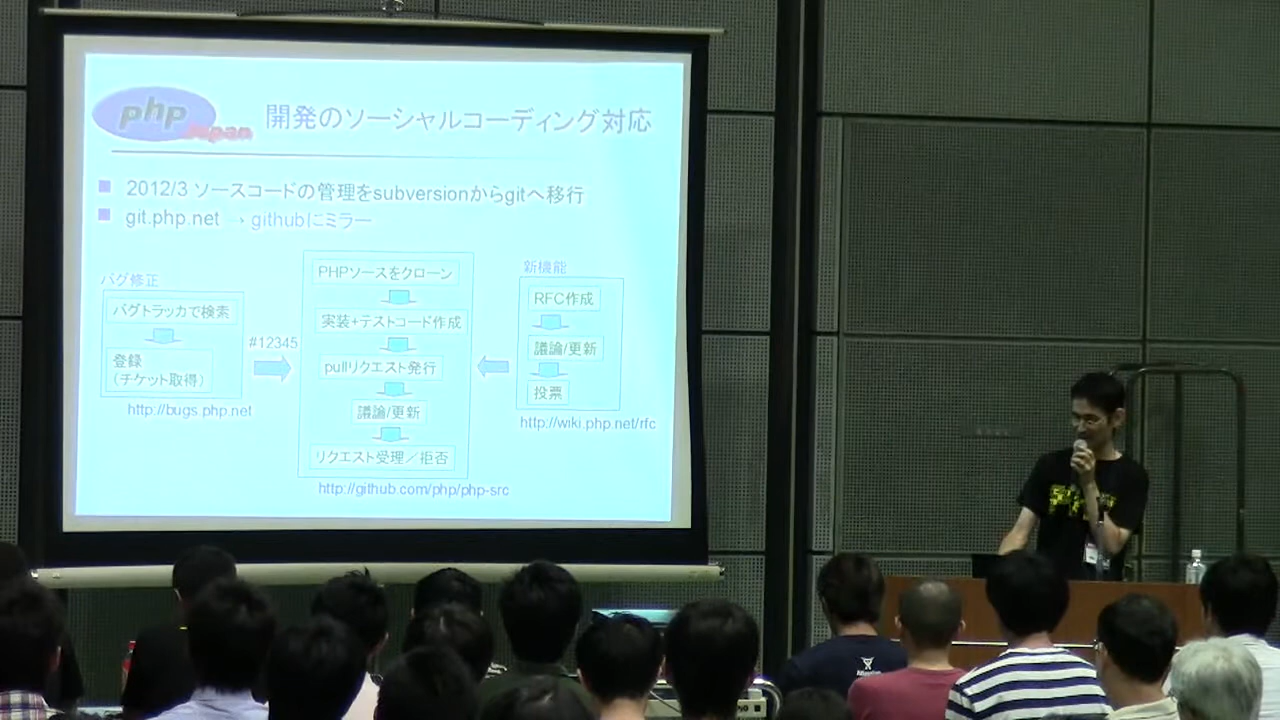 php
Japan
開発のソーシャルコーディング対応
2012/3 ソースコードの管理をsubversionからgitへ移行
git.php.net → githubにミラー
バグ修正
バグトラッカで検索
登録
(チケット取得)
http://bugs.php.net
#12345
PHPソースをクローン
実装+テストコード作成
pullリクエスト発行
議論/更新
リクエスト受理／拒否
http://github.com/php/php-src
新機能
RFC作成
議論/更新
投票
http://wiki.php.net/rfc